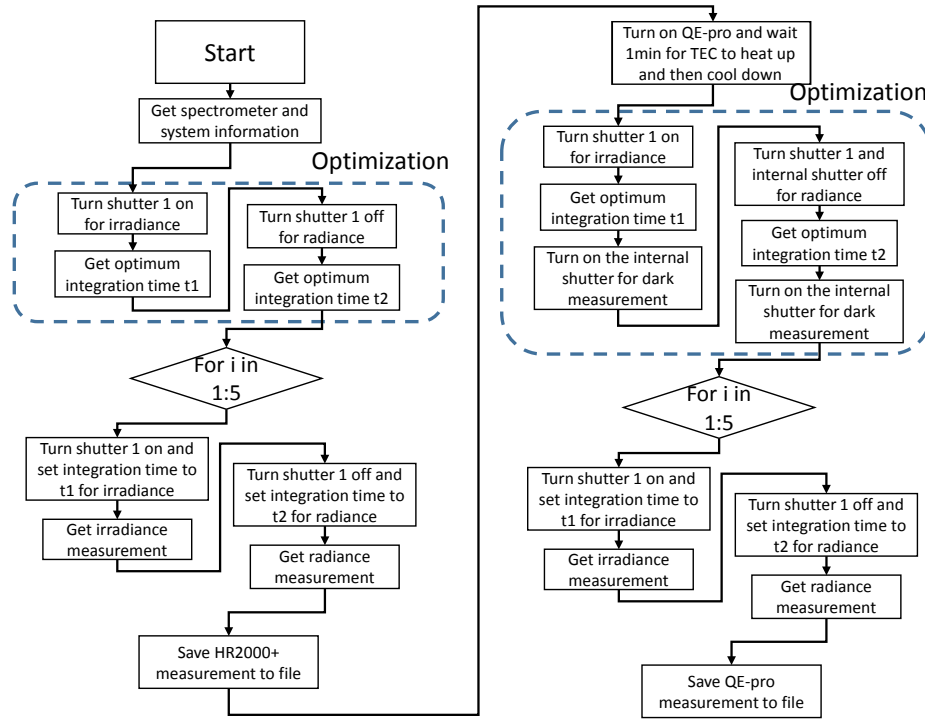 Start
Get spectrometer and
system information
Optimization
Turn shutter 1 on
for irradiance
Get optimum
integration time t1
Turn shutter 1 off
for radiance
Get optimum
integration time t2
For i in
1:5
Turn shutter 1 on and
set integration time to
t1 for irradiance
Get irradiance
measurement
Turn shutter 1 off and
set integration time to
t2 for radiance
Get radiance
measurement
Save HR2000+
measurement to file
Turn on QE-pro and wait
1min for TEC to heat up
and then cool down
Optimization
Turn shutter 1 on
for irradiance
Get optimum
integration time t1
Turn on the internal
shutter for dark
measurement
Turn shutter 1 and
internal shutter off
for radiance
Get optimum
integration time t2
Turn on the internal
shutter for dark
measurement
For i in
1:5
Turn shutter 1 on and
set integration time to
t1 for irradiance
Get irradiance
measurement
Turn shutter 1 off and
set integration time to
t2 for radiance
Get radiance
measurement
Save QE-pro
measurement to file